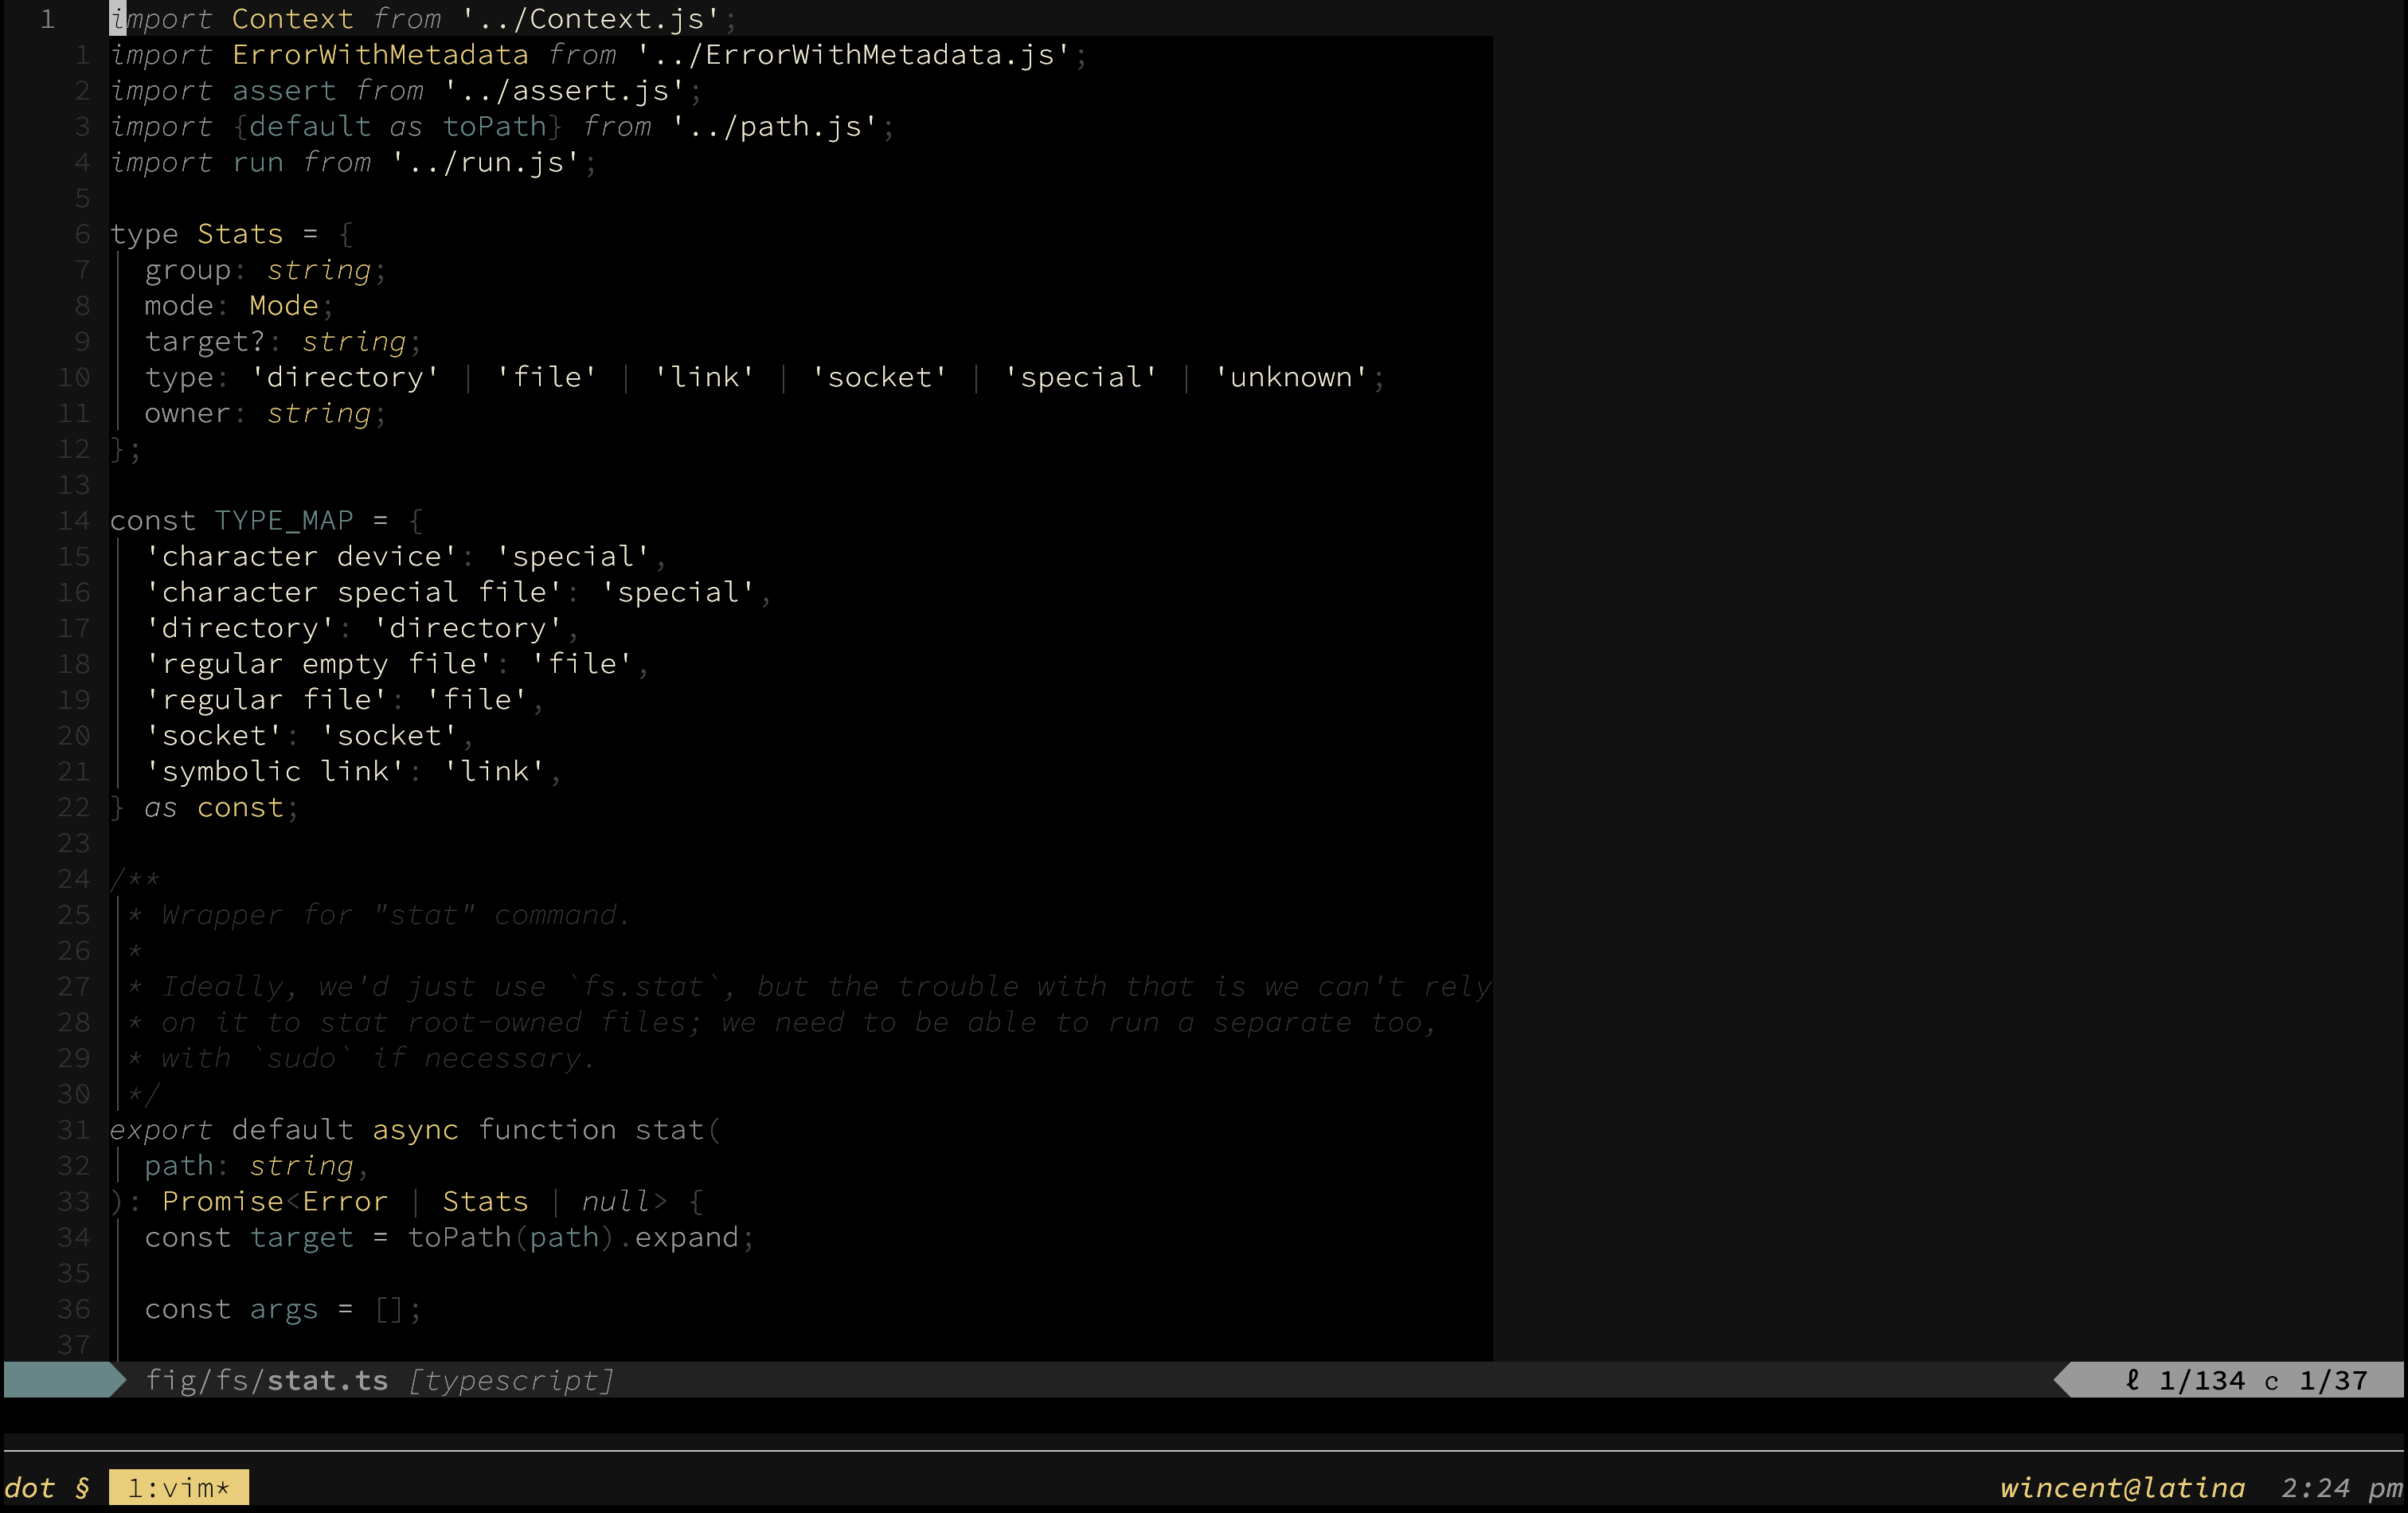 1 import Context from '../Context.js';
1 import ErrorWithMetadata from '../ErrorWithMetadata.js';
2 import assert from '../assert.js';
3 import {default as toPath} from '../path.js';
4 import run from '../run.js';
5
6 type Stats = {
7   group: string;
8   mode: Mode;
9   target?: string;
10   type: 'directory' | 'file' | 'link' | 'socket' | 'special' | 'unknown';
11   owner: string;
12 };
13
14 const TYPE_MAP = {
15   'character device': 'special',
16   'character special file': 'special',
17   'directory': 'directory',
18   'regular empty file': 'file',
19   'regular file': 'file',
20   'socket': 'socket',
21   'symbolic link': 'link',
22 } as const;
23
24 /**
25  * Wrapper for "stat" command.
26  *
27  * Ideally, we'd just use `fs.stat`, but the trouble with that is we can't rely
28  * on it to stat root-owned files; we need to be able to run a separate too,
29  * with `sudo` if necessary.
30  */
31 export default async function stat(
32   path: string,
33 ): Promise<Error | Stats | null> {
34   const target = toPath(path).expand;
35
36   const args = [];
37
fig/fs/stat.ts [typescript] ℓ 1/134 c 1/37
dot § 1:vim* wincent@latina 2:24 pm